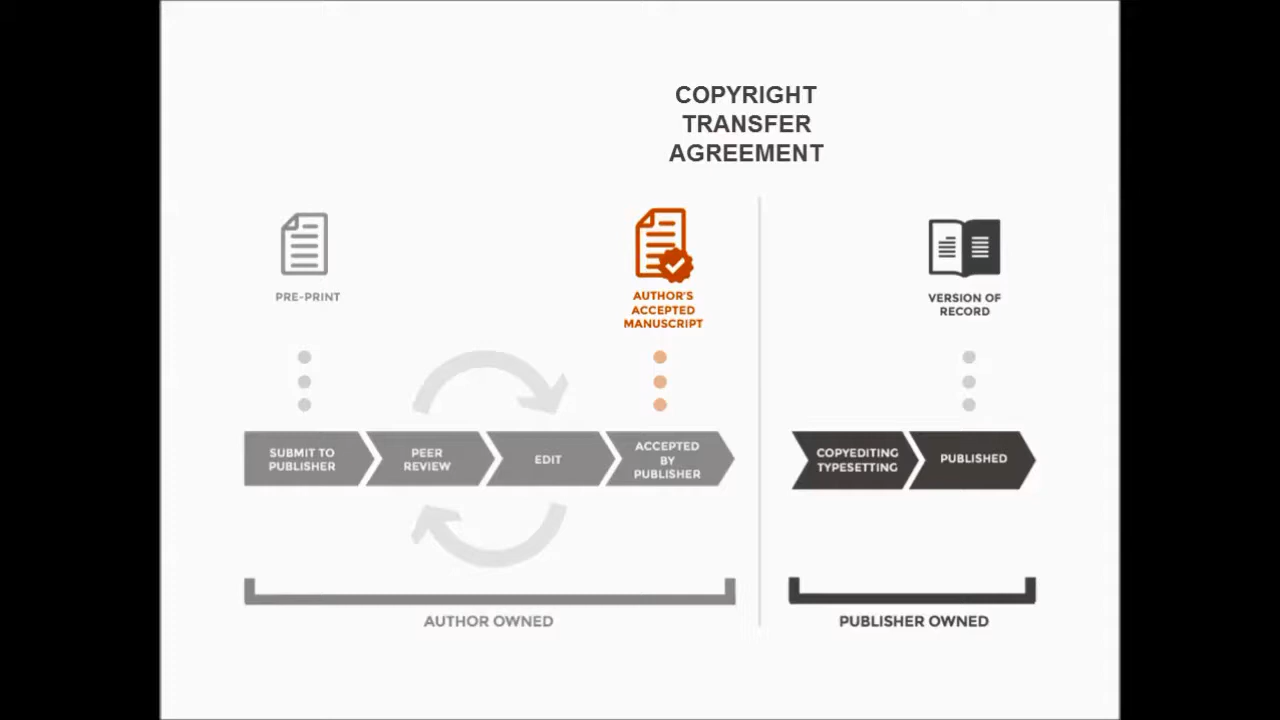 COPYRIGHT
TRANSFER
AGREEMENT
PRE-PRINT
AUTHOR'S
ACCEPTED
MANUSCRIPT
VERSION OF
RECORD
SUBMIT TO
PUBLISHER
PEER
REVIEW
EDIT
ACCEPTED
BY
PUBLISHER
COPYEDITING
TYPESETTING
PUBLISHED
AUTHOR OWNED
PUBLISHER OWNED